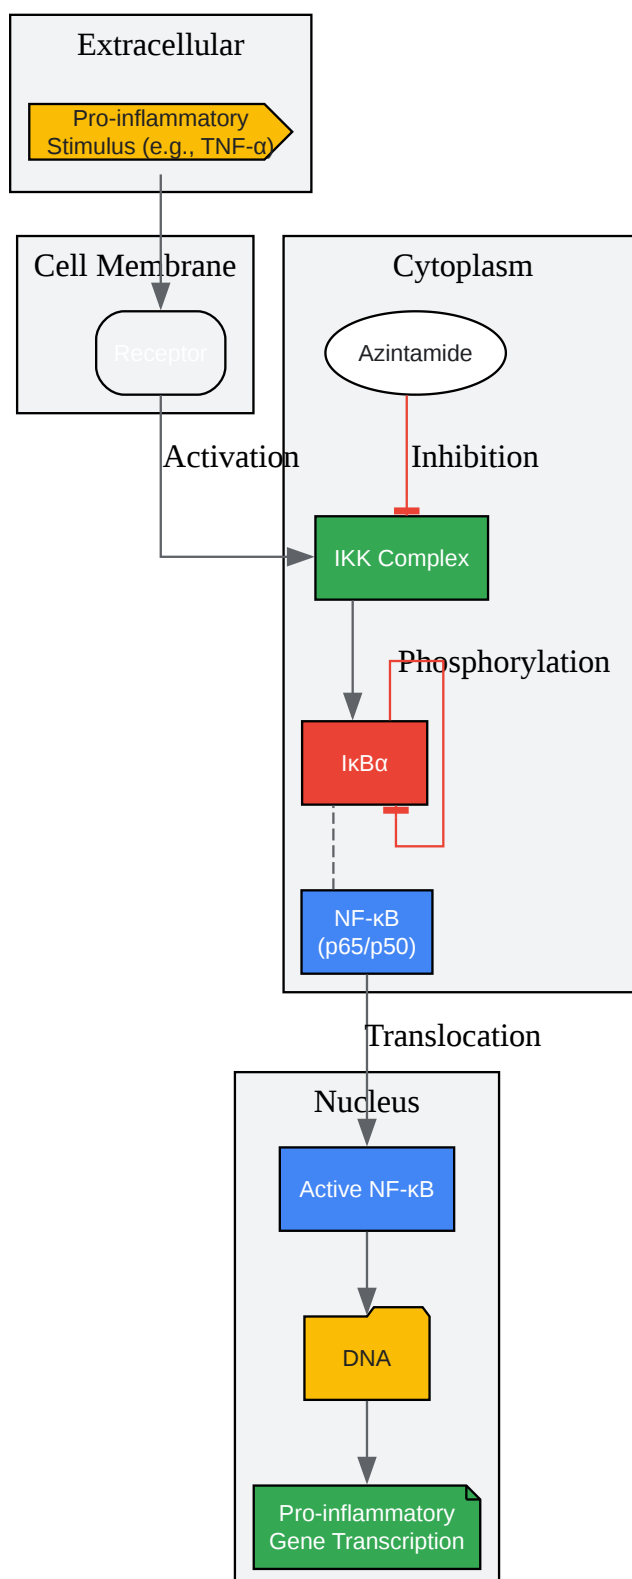 Extracellular
Pro-inflammatory
Stimulus (e.g., TNF-α)
Cell Membrane
Cytoplasm
Receptor
Azintamide
Activation
Inhibition
IKK Complex
Phosphorylation
IκBα
NF-κB
(p65/p50)
Translocation
Nucleus
Active NF-κB
DNA
Pro-inflammatory
Gene Transcription